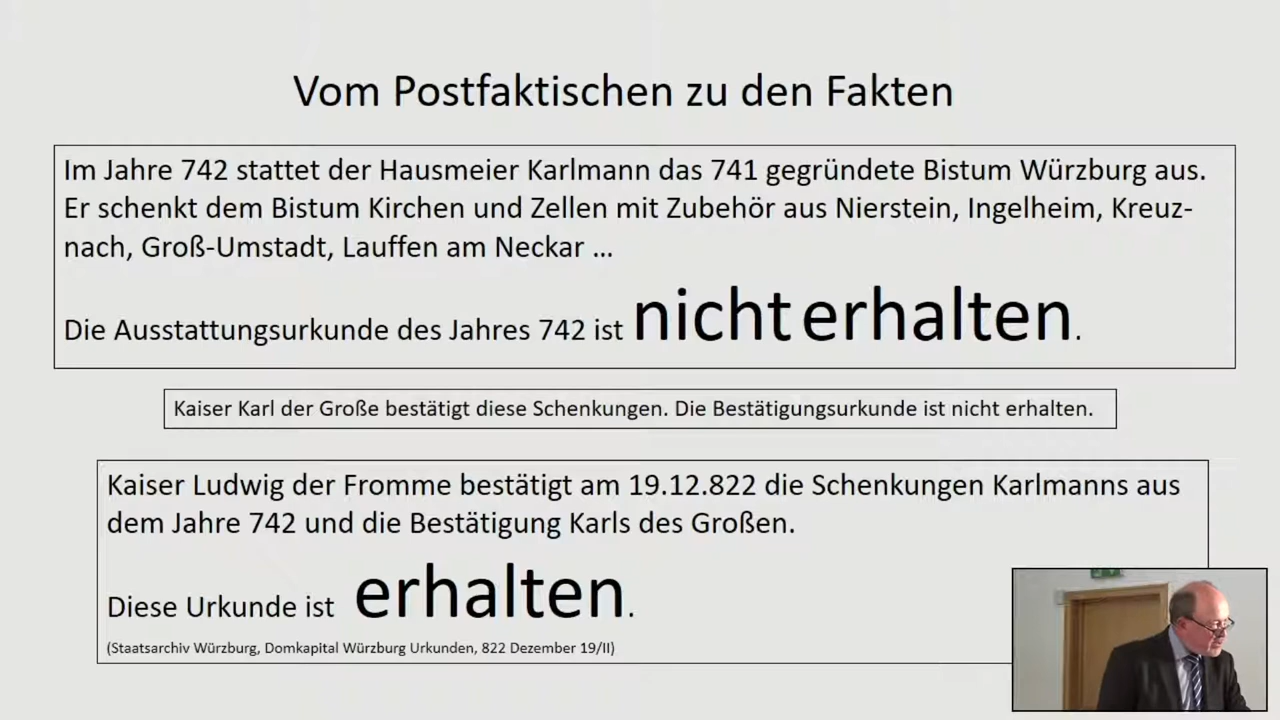 Vom Postfaktischen zu den Fakten
Im Jahre 742 stattet der Hausmeier Karlmann das 741 gegründete Bistum Würzburg aus.
Er schenkt dem Bistum Kirchen und Zellen mit Zubehör aus Nierstein, Ingelheim, Kreuz-
nach, Groß-Umstadt, Lauffen am Neckar ...
Die Ausstattungsurkunde des Jahres 742 ist nicht erhalten.
Kaiser Karl der Große bestätigt diese Schenkungen. Die Bestätigungsurkunde ist nicht erhalten.
Kaiser Ludwig der Fromme bestätigt am 19.12.822 die Schenkungen Karlmanns aus
dem Jahre 742 und die Bestätigung Karls des Großen.
Diese Urkunde ist erhalten.
(Staatsarchiv Würzburg, Domkapital Würzburg Urkunden, 822 Dezember 19/II)